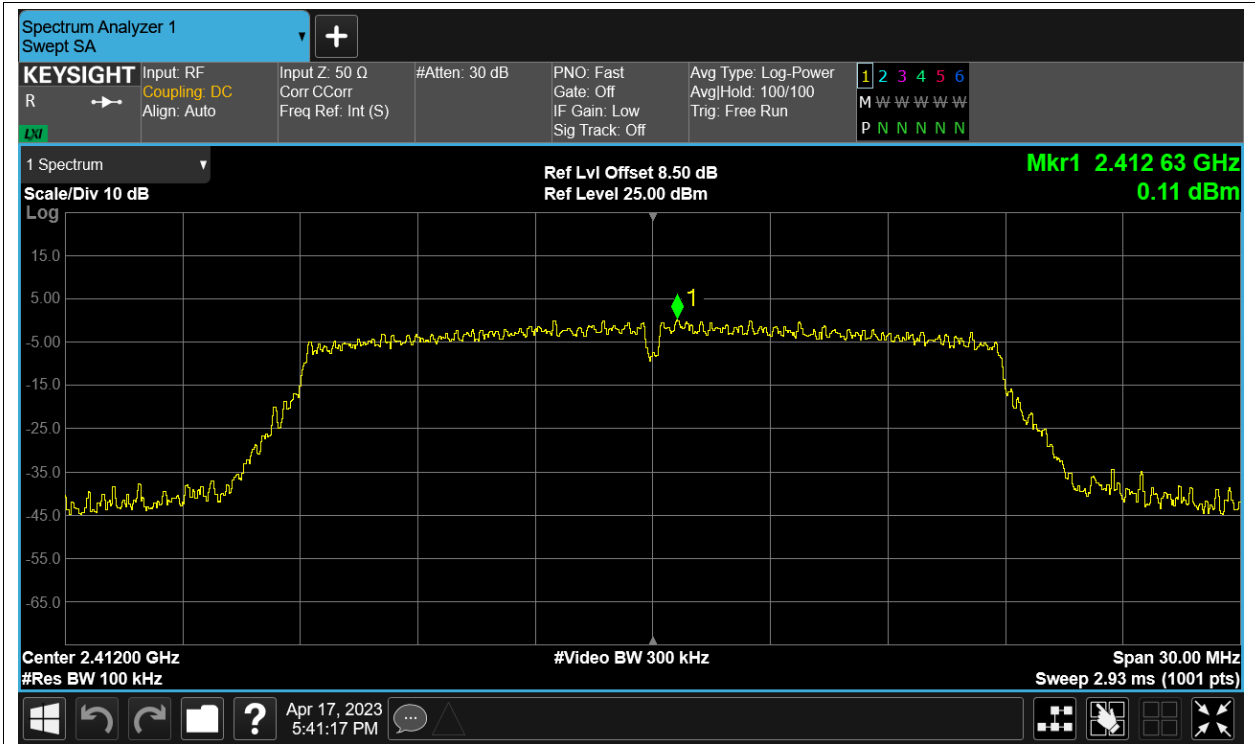 Spectrum Analyzer 1
Swept SA
KEYSIGHT
R
LXI
Input: RF
Coupling: DC
Align: Auto
Input Z: 50 Ω
Corr CCorr
Freq Ref: Int (S)
#Atten: 30 dB
PNO: Fast
Gate: Off
IF Gain: Low
Sig Track: Off
Avg Type: Log-Power
Avg|Hold: 100/100
Trig: Free Run
1 2 3 4 5 6
M W W W W W
P N N N N N
1 Spectrum
Scale/Div 10 dB
Log
Ref Lvl Offset 8.50 dB
Ref Level 25.00 dBm
Mkr1 2.412 63 GHz
0.11 dBm
15.0
5.00
-5.00
-15.0
-25.0
-35.0
-45.0
-55.0
-65.0
1
Center 2.41200 GHz
#Res BW 100 kHz
#Video BW 300 kHz
Span 30.00 MHz
Sweep 2.93 ms (1001 pts)
?
Apr 17, 2023
5:41:17 PM